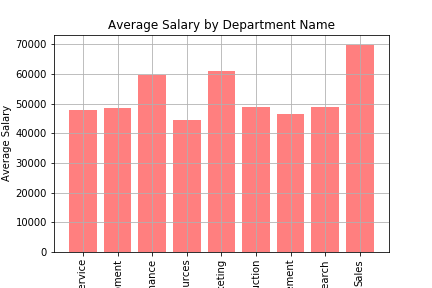 Average Salary by Department Name
70000
60000
50000
40000
30000
20000
10000
0
Average Salary
ervice
ment
nance
urces
keting
uction
ement
earch
Sales